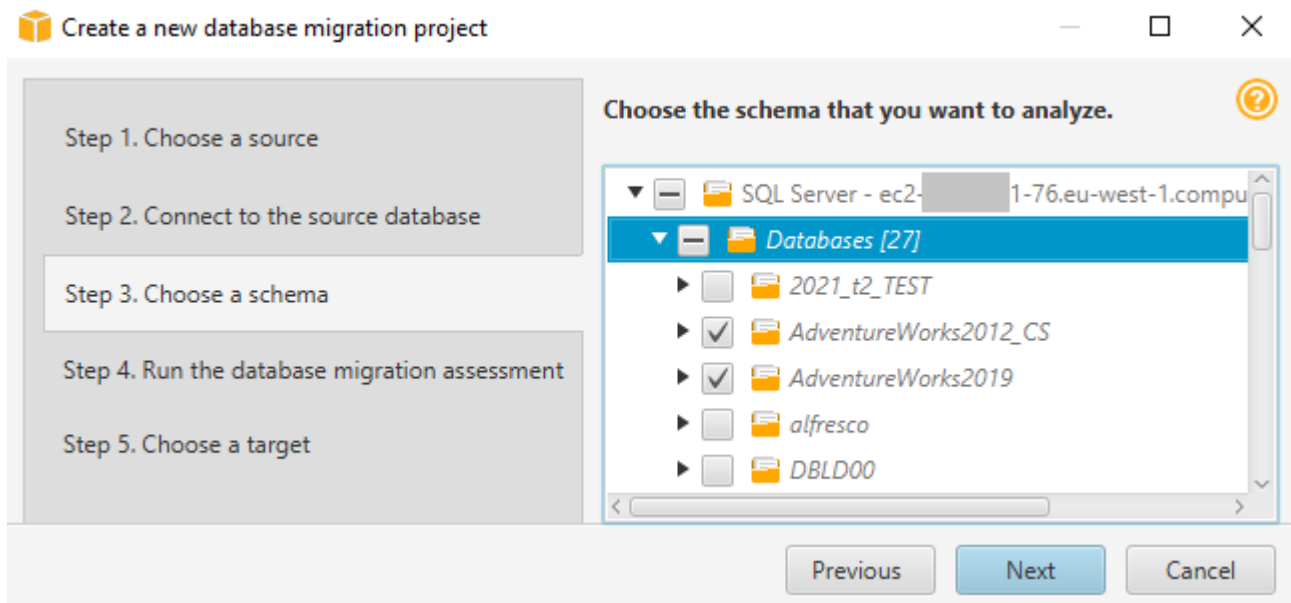 Create a new database migration project
Step 1. Choose a source
Step 2. Connect to the source database
Step 3. Choose a schema
Step 4. Run the database migration assessment
Step 5. Choose a target
Choose the schema that you want to analyze.
?
SQL Server - ec2- 1-76.eu-west-1.compu
Databases [27]
2021_t2_TEST
AdventureWorks2012_CS
AdventureWorks2019
alfresco
DBLD00
Previous
Next
Cancel